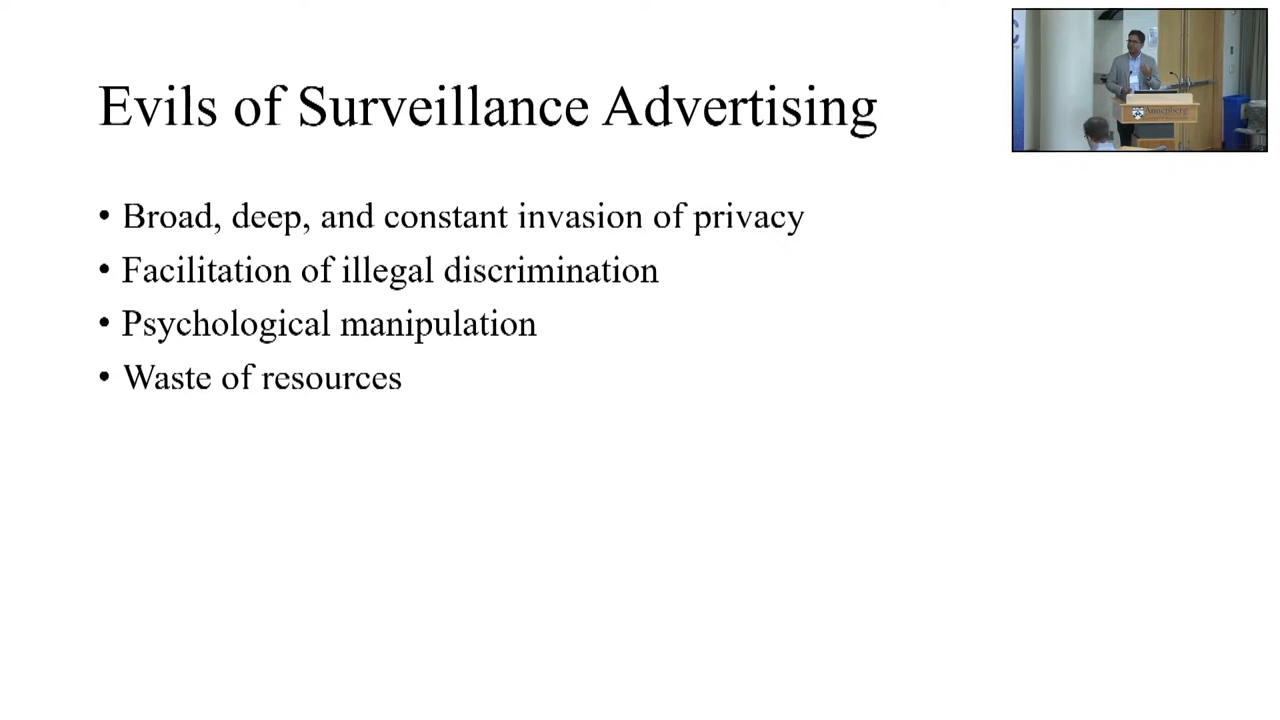 Evils of Surveillance Advertising
• Broad, deep, and constant invasion of privacy
• Facilitation of illegal discrimination
• Psychological manipulation
• Waste of resources
Annenberg